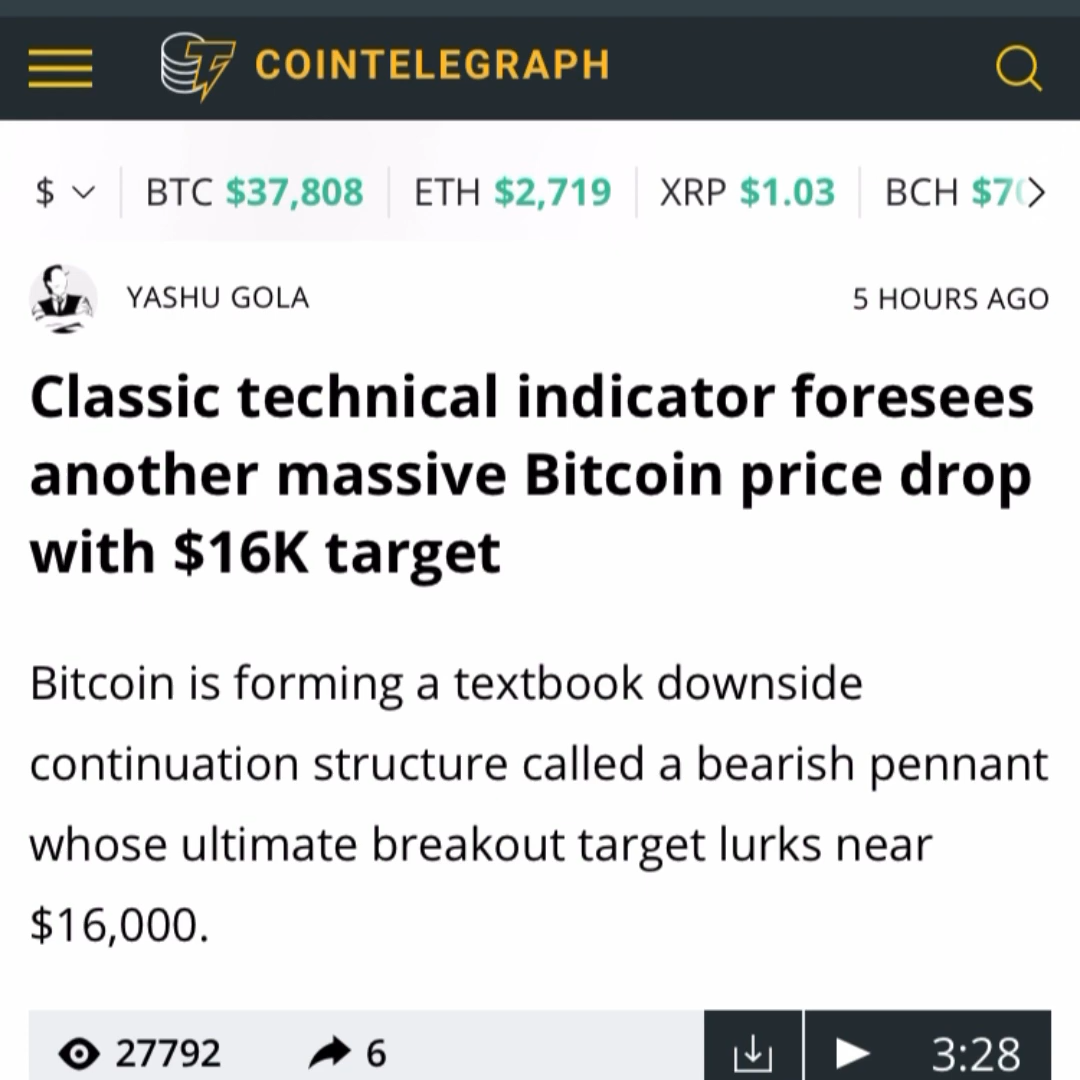 COINTELEGRAPH
$ BTC $37,808 ETH $2,719 XRP $1.03 BCH
YASHU GOLA 5 HOURS AGO
Classic technical indicator foresees
another massive Bitcoin price drop
with $16K target
Bitcoin is forming a textbook downside
continuation structure called a bearish pennant
whose ultimate breakout target lurks near
$16,000.
27792 6 3:28